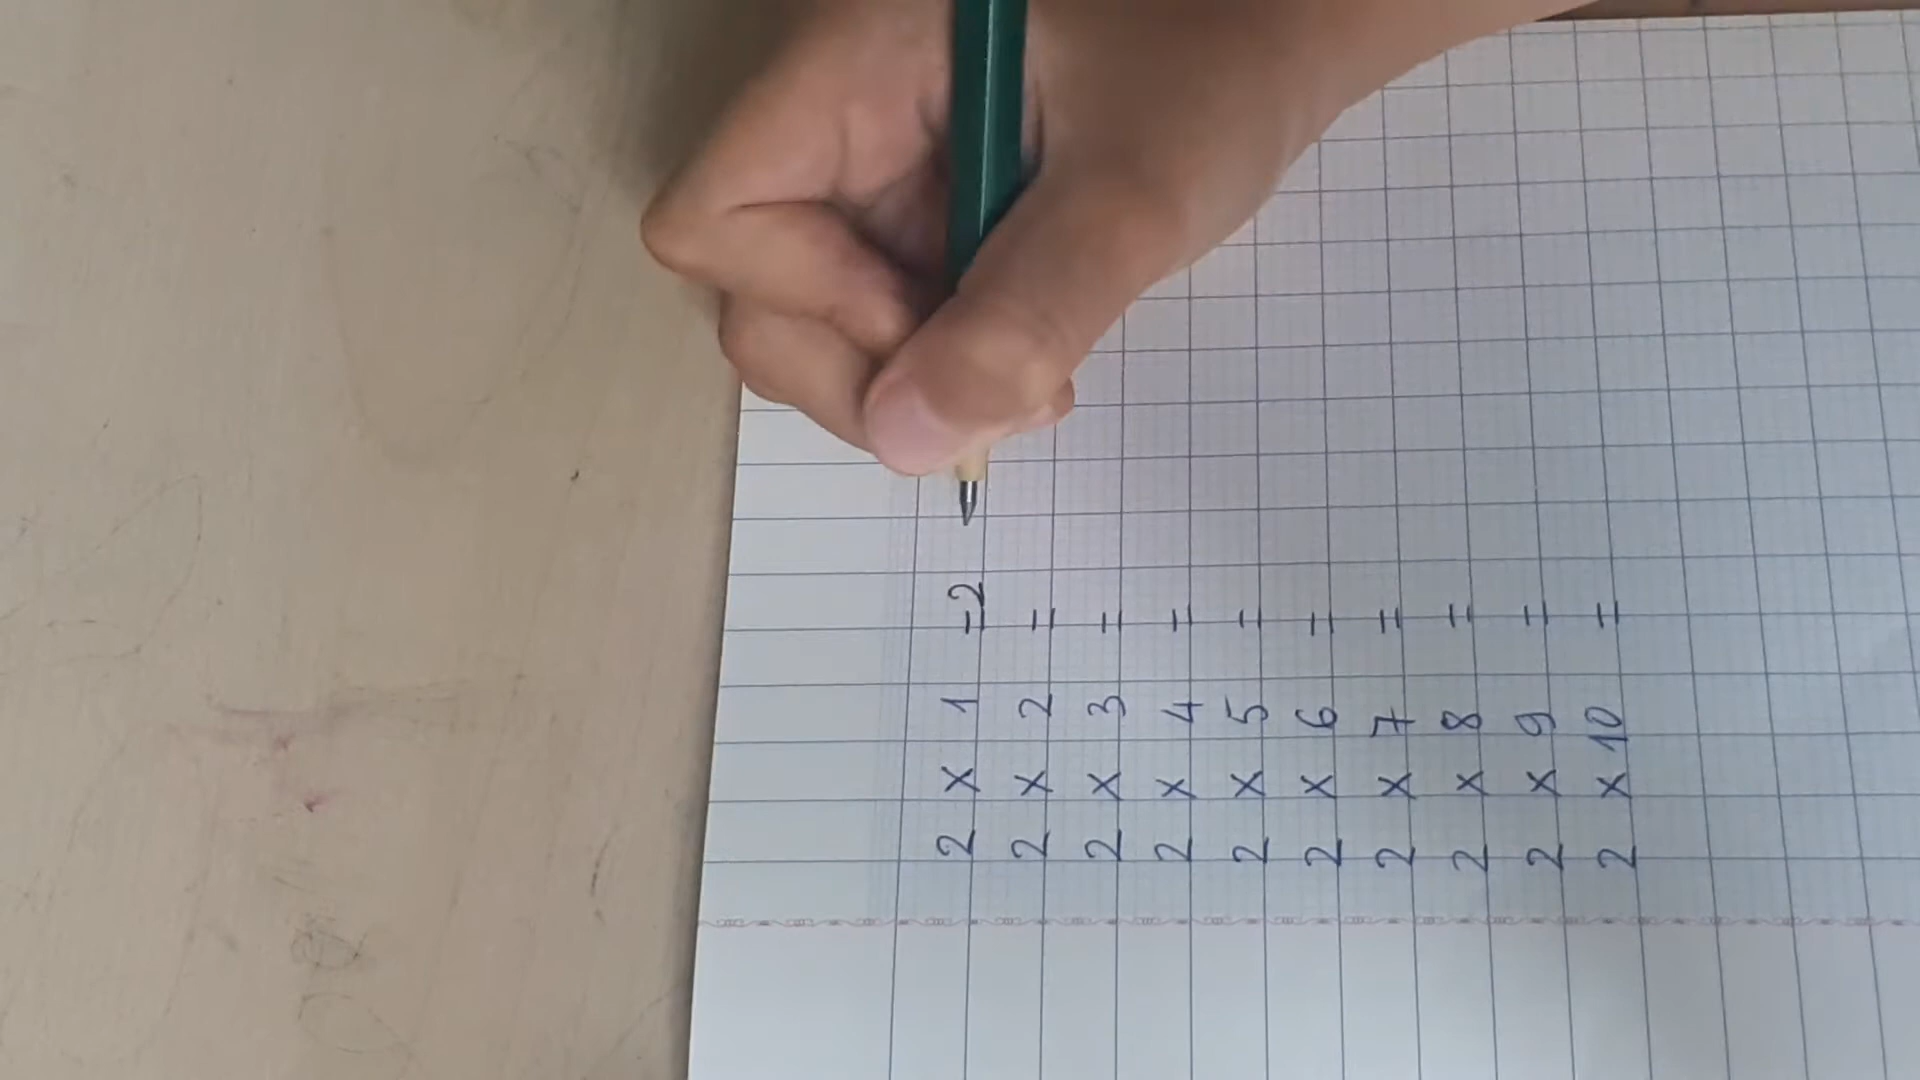 2 x 1 = 2
2 x 2 =
2 x 3 =
2 x 4 =
2 x 5 =
2 x 6 =
2 x 7 =
2 x 8 =
2 x 9 =
2 x 10 =